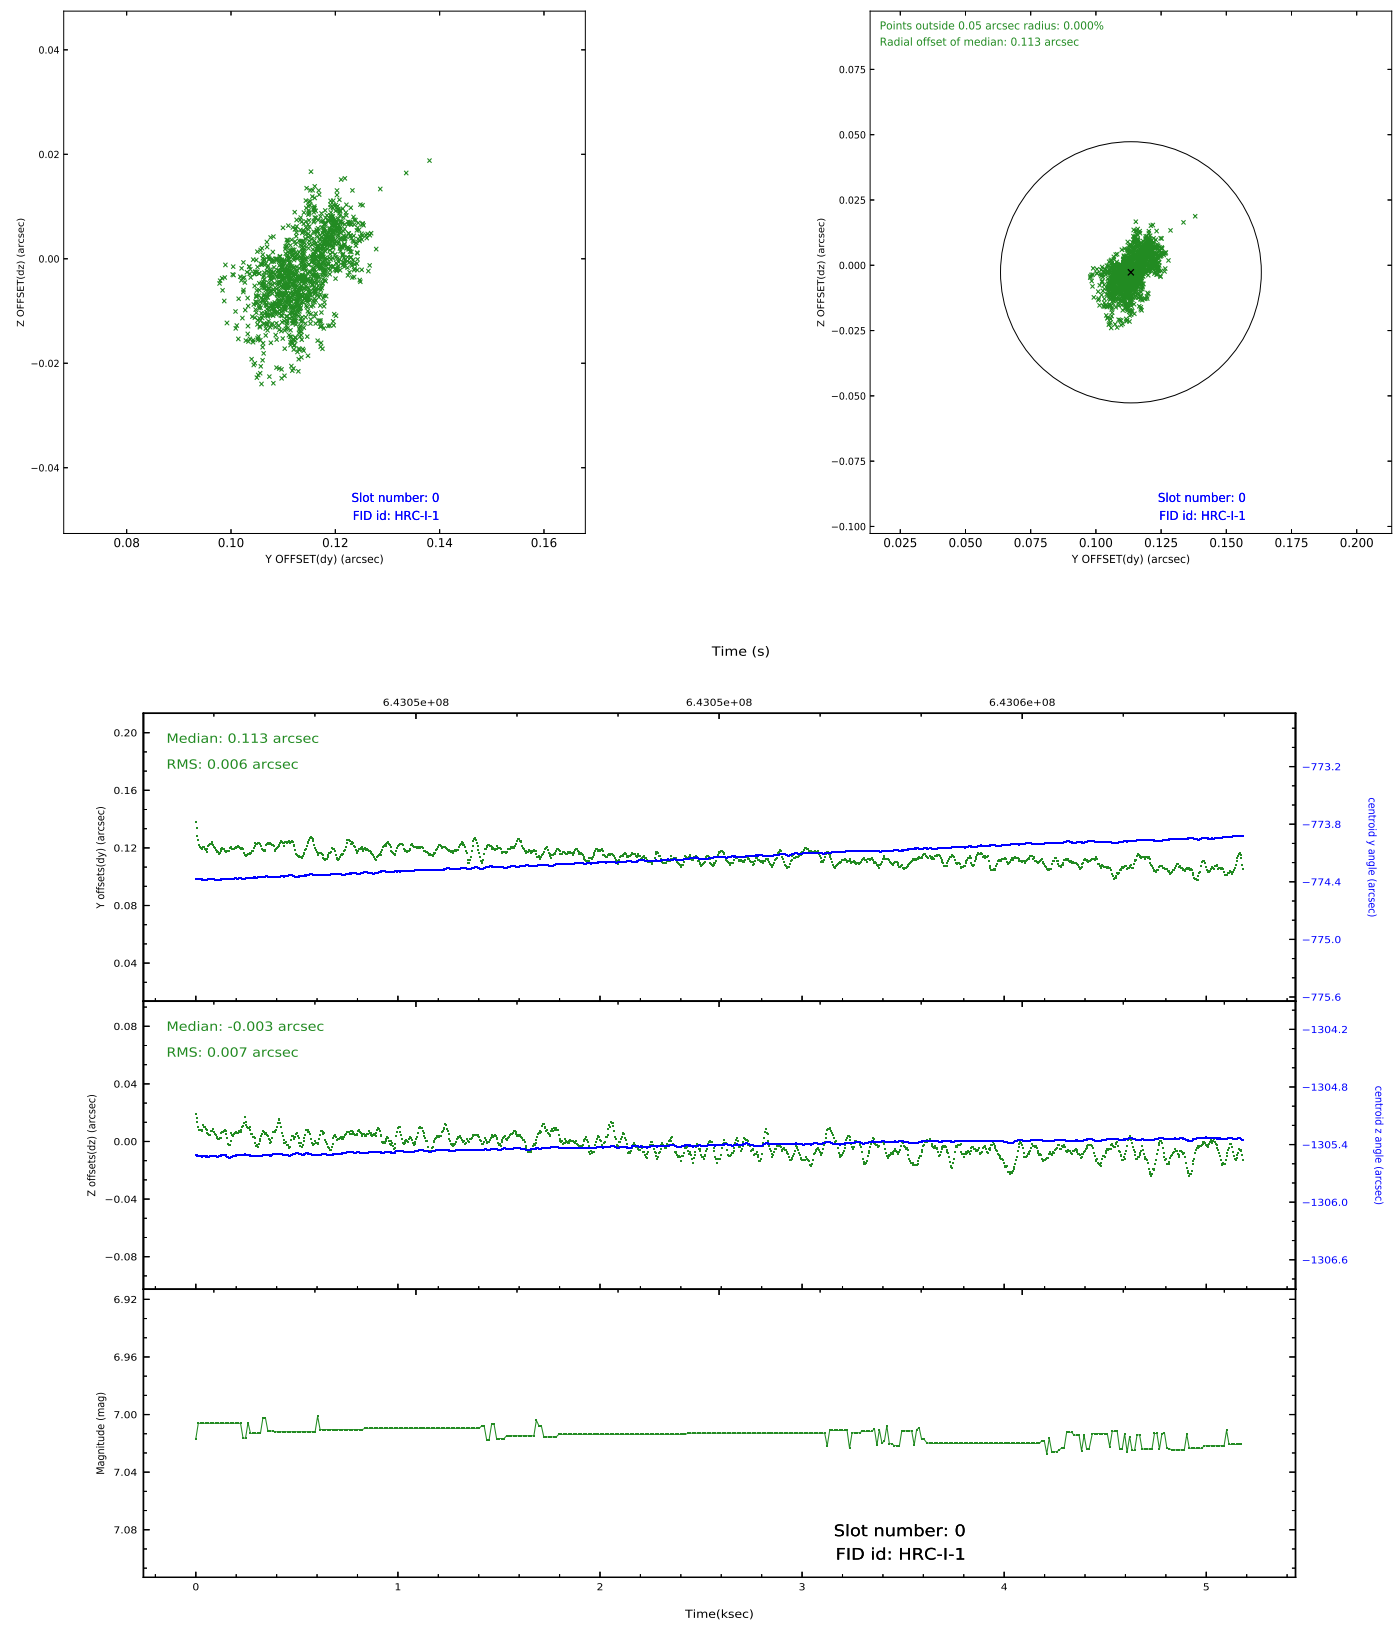 0.04
0.02
0.00
−0.02
−0.04
Z OFFSET(dz) (arcsec)
Slot number: 0
FID id: HRC-I-1
0.08 0.10 0.12 0.14 0.16
Y OFFSET(dy) (arcsec)
Points outside 0.05 arcsec radius: 0.000%
Radial offset of median: 0.113 arcsec
0.075
0.050
0.025
0.000
−0.025
−0.050
−0.075
−0.100
Z OFFSET(dz) (arcsec)
Slot number: 0
FID id: HRC-I-1
0.025 0.050 0.075 0.100 0.125 0.150 0.175 0.200
Y OFFSET(dy) (arcsec)
Time (s)
6.4305e+08 6.4305e+08 6.4306e+08
Median: 0.113 arcsec
RMS: 0.006 arcsec
0.20
0.16
0.12
0.08
0.04
Y offsets(dy) (arcsec)
−773.2
−773.8
−774.4
−775.0
−775.6
centroid y angle (arcsec)
Median: -0.003 arcsec
RMS: 0.007 arcsec
0.08
0.04
0.00
−0.04
−0.08
Z offsets(dz) (arcsec)
−1304.2
−1304.8
−1305.4
−1306.0
−1306.6
centroid z angle (arcsec)
6.92
6.96
7.00
7.04
7.08
Magnitude (mag)
Slot number: 0
FID id: HRC-I-1
0 1 2 3 4 5
Time(ksec)